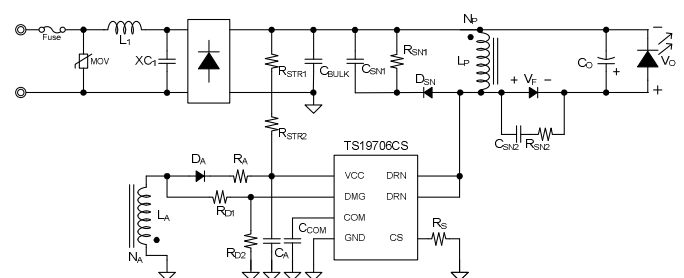 Fuse
L1
MOV
XC1
RSTR1
CBULK
CSN1
RSN1
DSN
NP
LP
+ VF -
CO
+
-
VO
+
CSN2
RSN2
RSTR2
TS19706CS
DA
RA
VCC
DRN
DMG
DRN
COM
GND
CS
RS
LA
NA
RD1
RD2
CA
CCOM